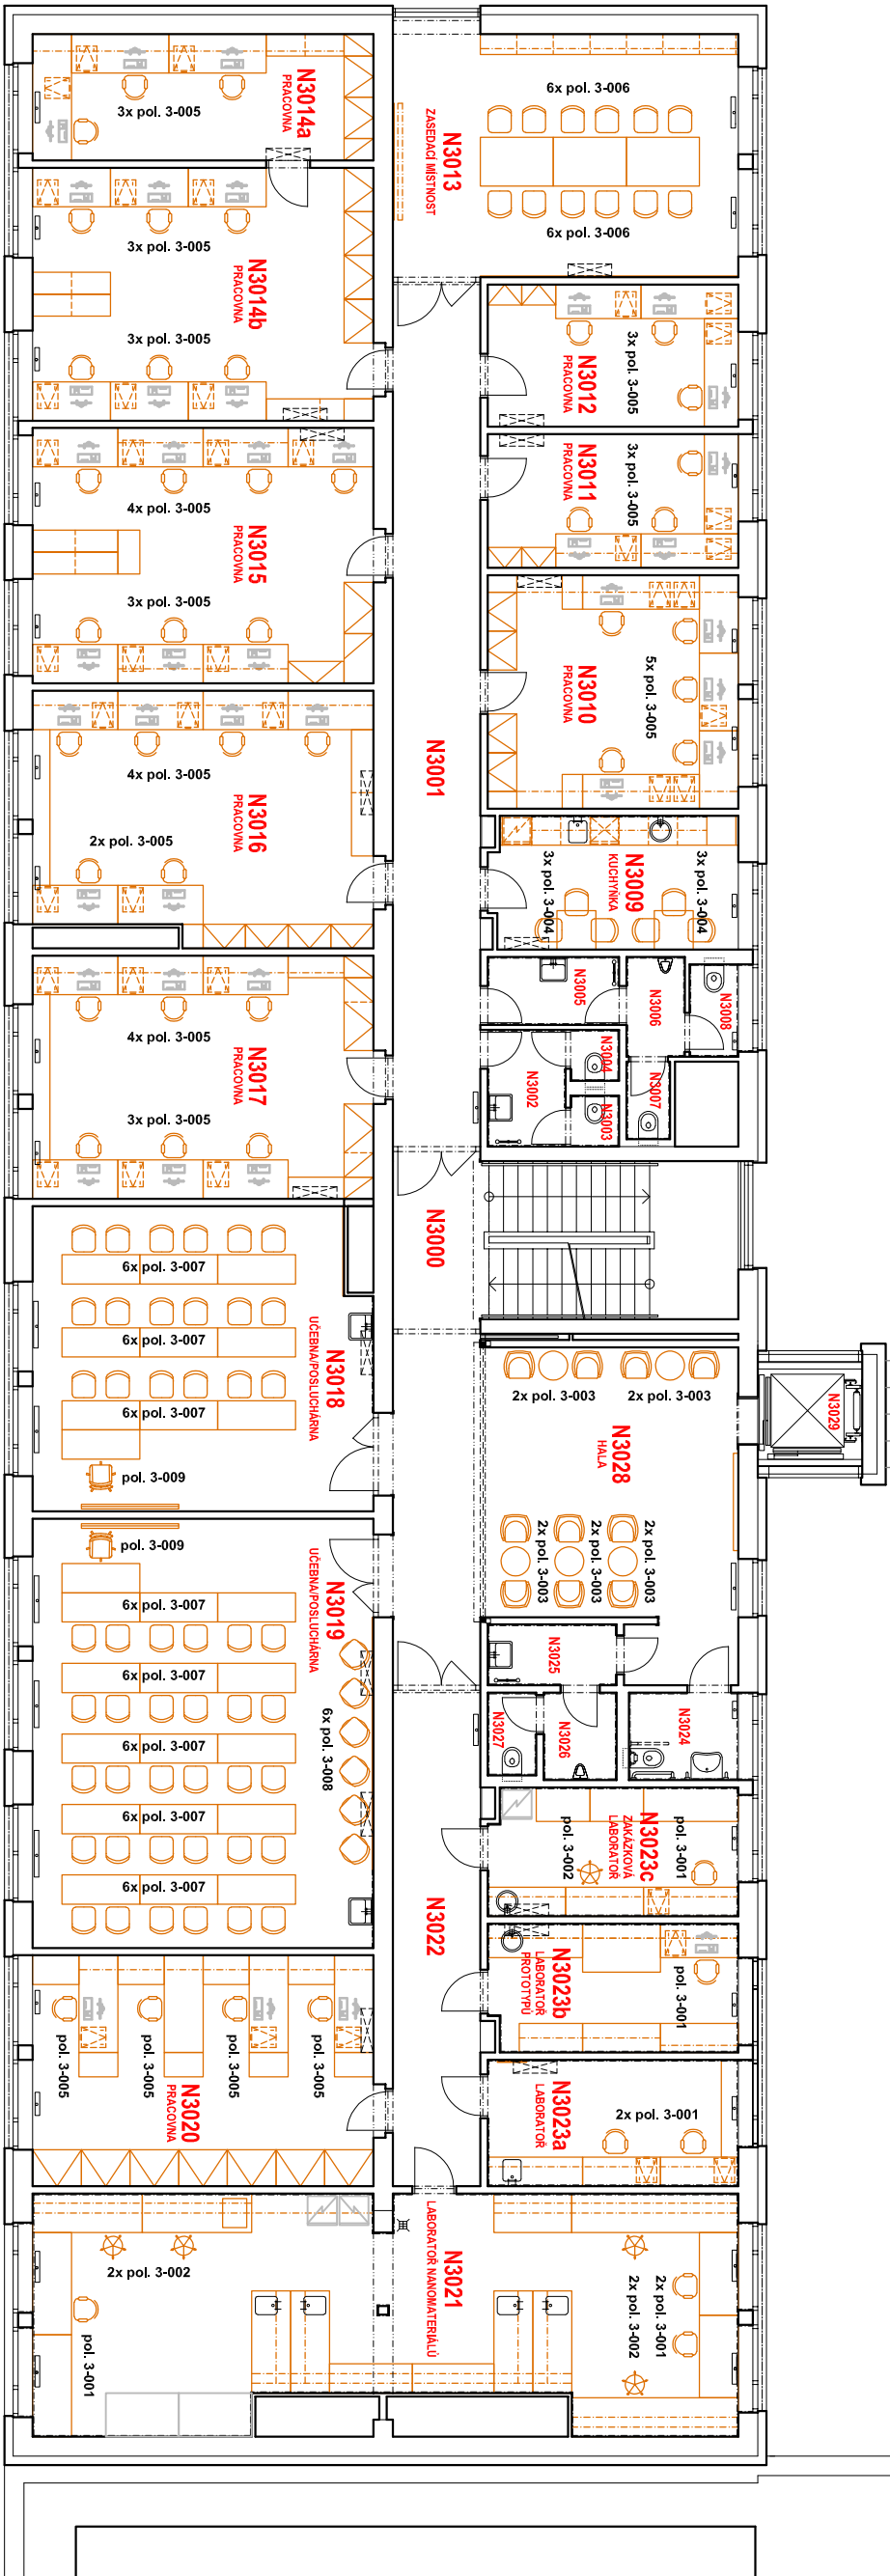 N3014a
PRACOVNA
3x pol. 3-005
N3013
ZASEDACÍ MÍSTNOST
6x pol. 3-006
6x pol. 3-006
N3014b
PRACOVNA
3x pol. 3-005
3x pol. 3-005
N3012
PRACOVNA
3x pol. 3-005
N3011
PRACOVNA
3x pol. 3-005
N3015
PRACOVNA
4x pol. 3-005
3x pol. 3-005
N3010
PRACOVNA
5x pol. 3-005
N3001
N3016
PRACOVNA
4x pol. 3-005
2x pol. 3-005
N3009
KUCHYŇKA
3x pol. 3-004
3x pol. 3-004
N3005
N3006
N3008
N3004
N3002
N3003
N3007
N3017
PRACOVNA
4x pol. 3-005
3x pol. 3-005
N3000
N3018
UČEBNA/POSLUCHÁRNA
6x pol. 3-007
6x pol. 3-007
6x pol. 3-007
pol. 3-009
N3028
HALA
2x pol. 3-003
2x pol. 3-003
2x pol. 3-003
2x pol. 3-003
2x pol. 3-003
N3029
N3019
UČEBNA/POSLUCHÁRNA
pol. 3-009
6x pol. 3-007
6x pol. 3-007
6x pol. 3-007
6x pol. 3-007
6x pol. 3-007
6x pol. 3-008
N3025
N3027
N3026
N3024
N3023c
ZAKÁZKOVÁ
LABORATOŘ
pol. 3-001
pol. 3-002
N3022
N3023b
LABORATOŘ
PROTOTYPŮ
pol. 3-001
N3020
PRACOVNA
pol. 3-005
pol. 3-005
pol. 3-005
pol. 3-005
N3023a
LABORATOŘ
2x pol. 3-001
N3021
LABORATOŘ NANOMATERIÁLŮ
2x pol. 3-002
pol. 3-001
2x pol. 3-001
2x pol. 3-002